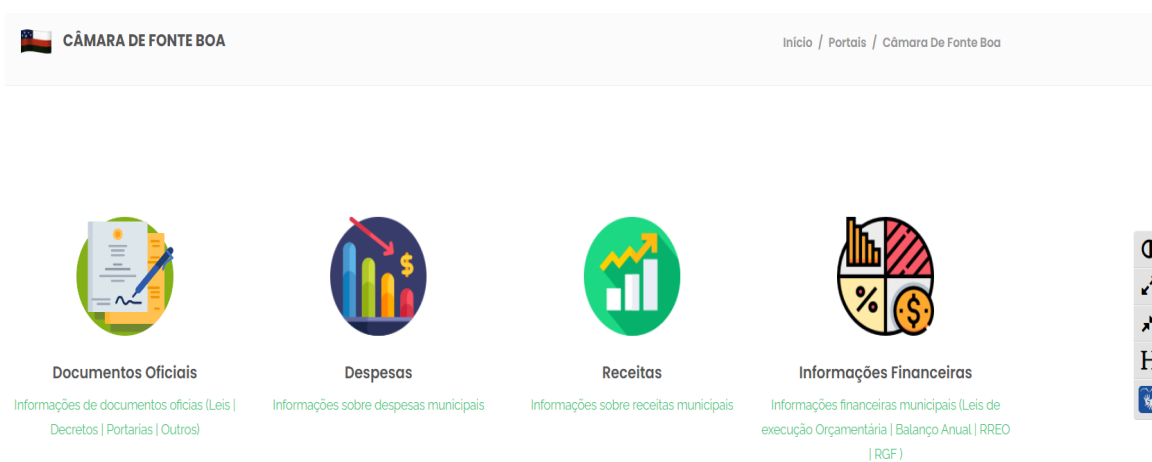 CÂMARA DE FONTE BOA
Início / Portais / Câmara De Fonte Boa
Documentos Oficiais
Informações de documentos oficias (Leis |
Decretos | Portarias | Outros)
Despesas
Informações sobre despesas municipais
Receitas
Informações sobre receitas municipais
Informações Financeiras
Informações financeiras municipais (Leis de
execução Orçamentária | Balanço Anual | RREO
| RGF )
H